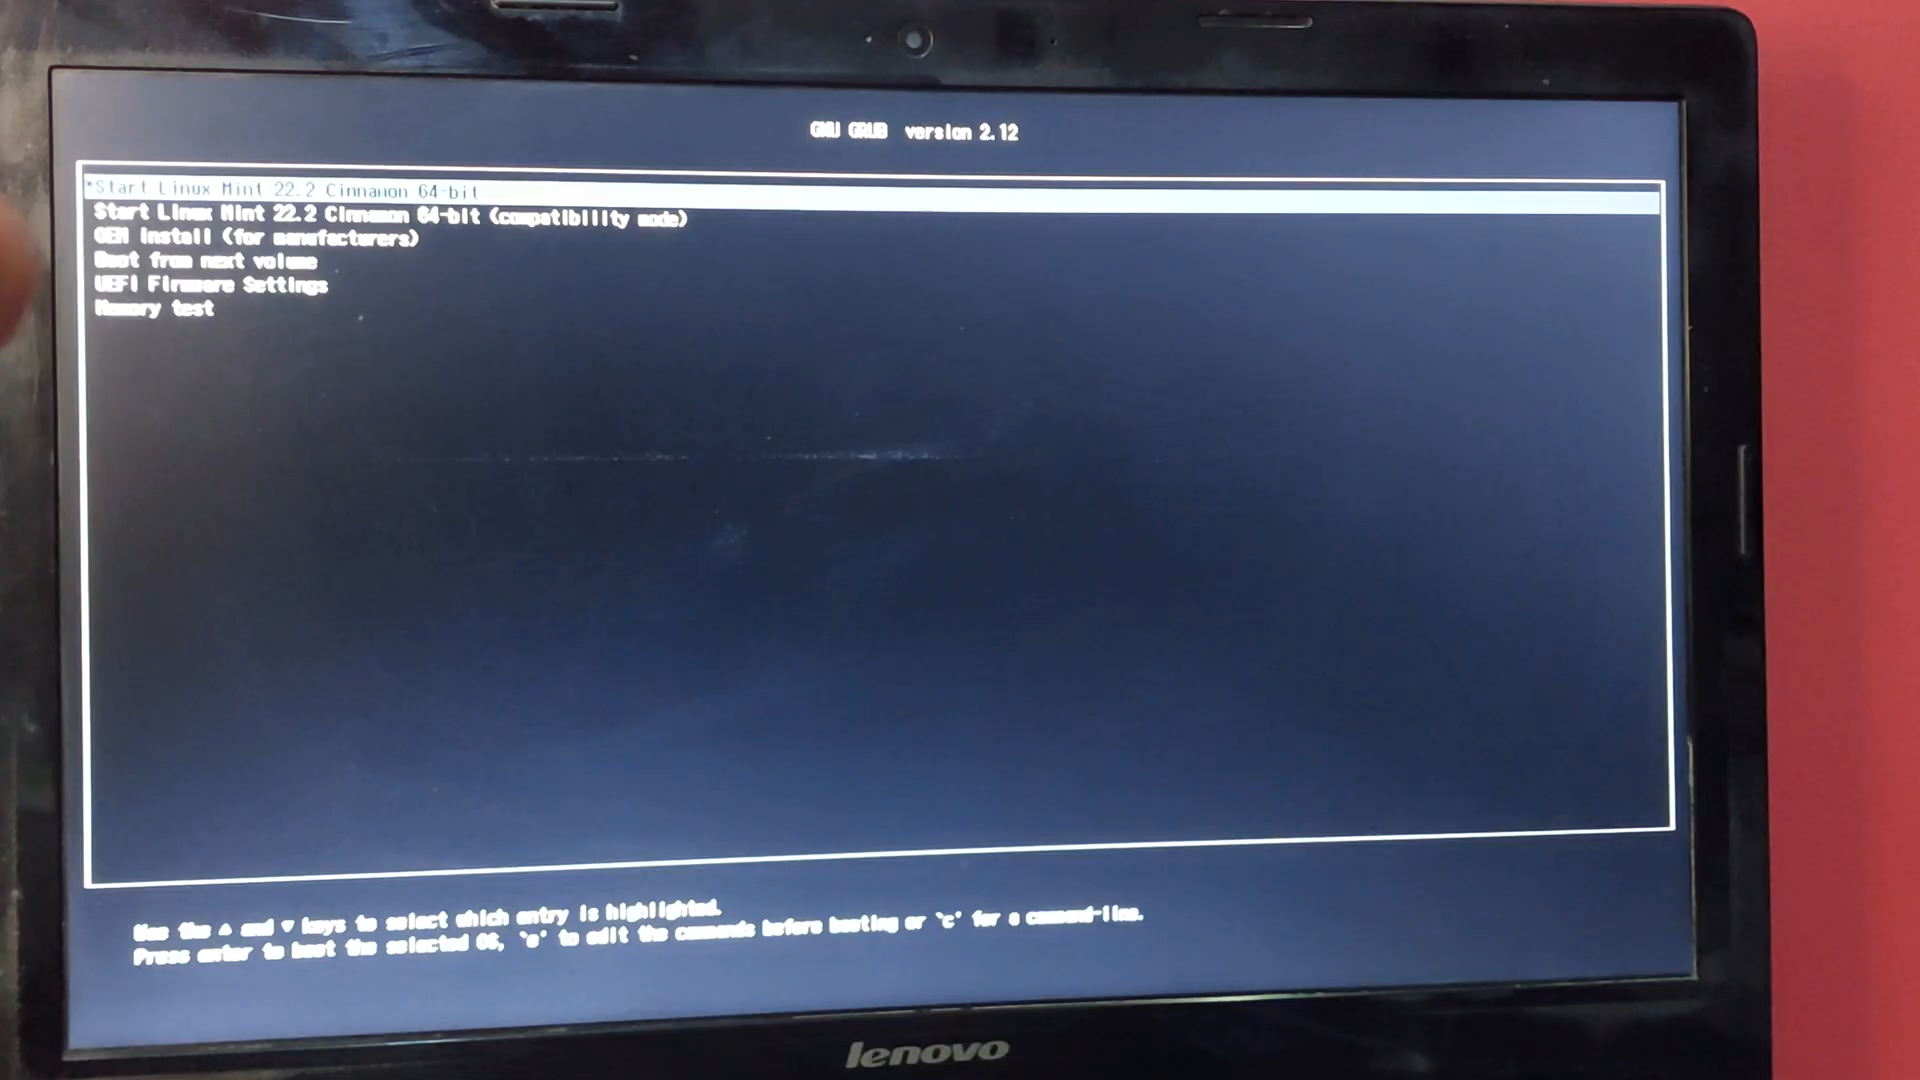 GNU GRUB version 2.12
*Start Linux Mint 22.2 Cinnamon 64-bit
Start Linux Mint 22.2 Cinnamon 64-bit (compatibility mode)
OEM install (for manufacturers)
Boot from next volume
UEFI Firmware Settings
Memory test
Use the ▲ and ▼ keys to select which entry is highlighted.
Press enter to boot the selected OS, `e' to edit the commands before booting or `c' for a command-line.
lenovo